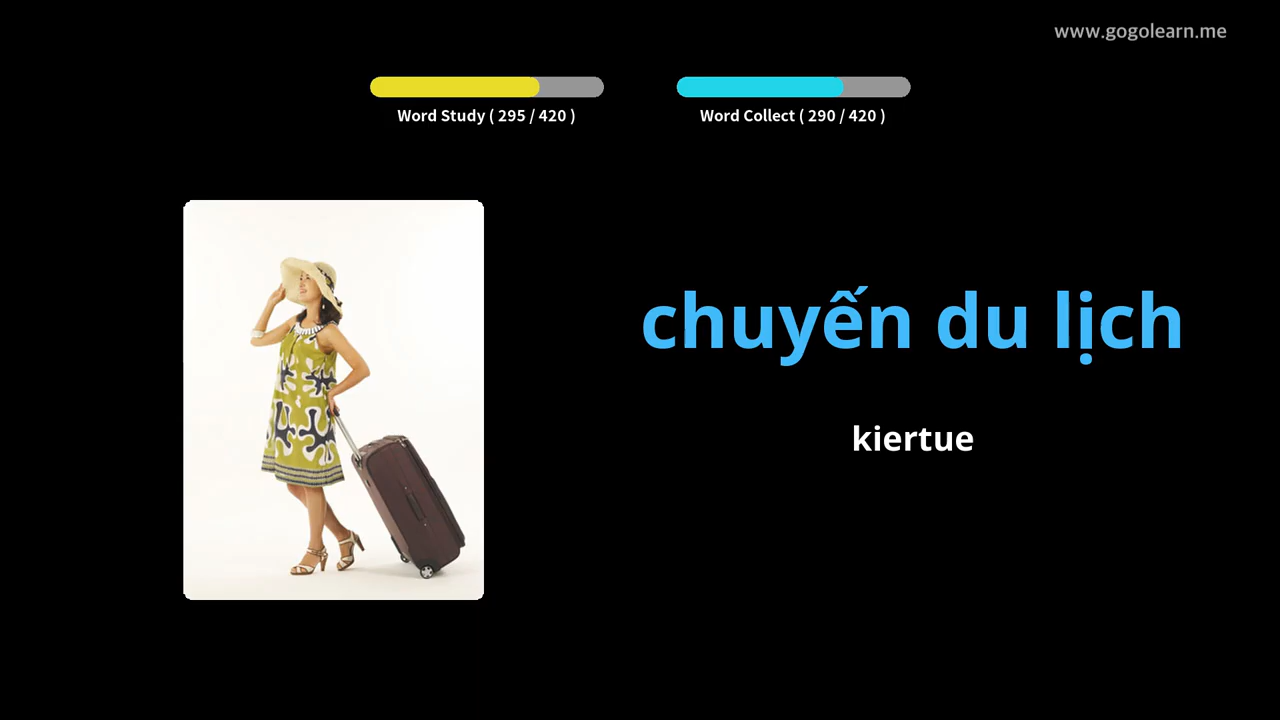 www.gogolearn.me
Word Study ( 295 / 420 )
Word Collect ( 290 / 420 )
chuyến du lịch
kiertue